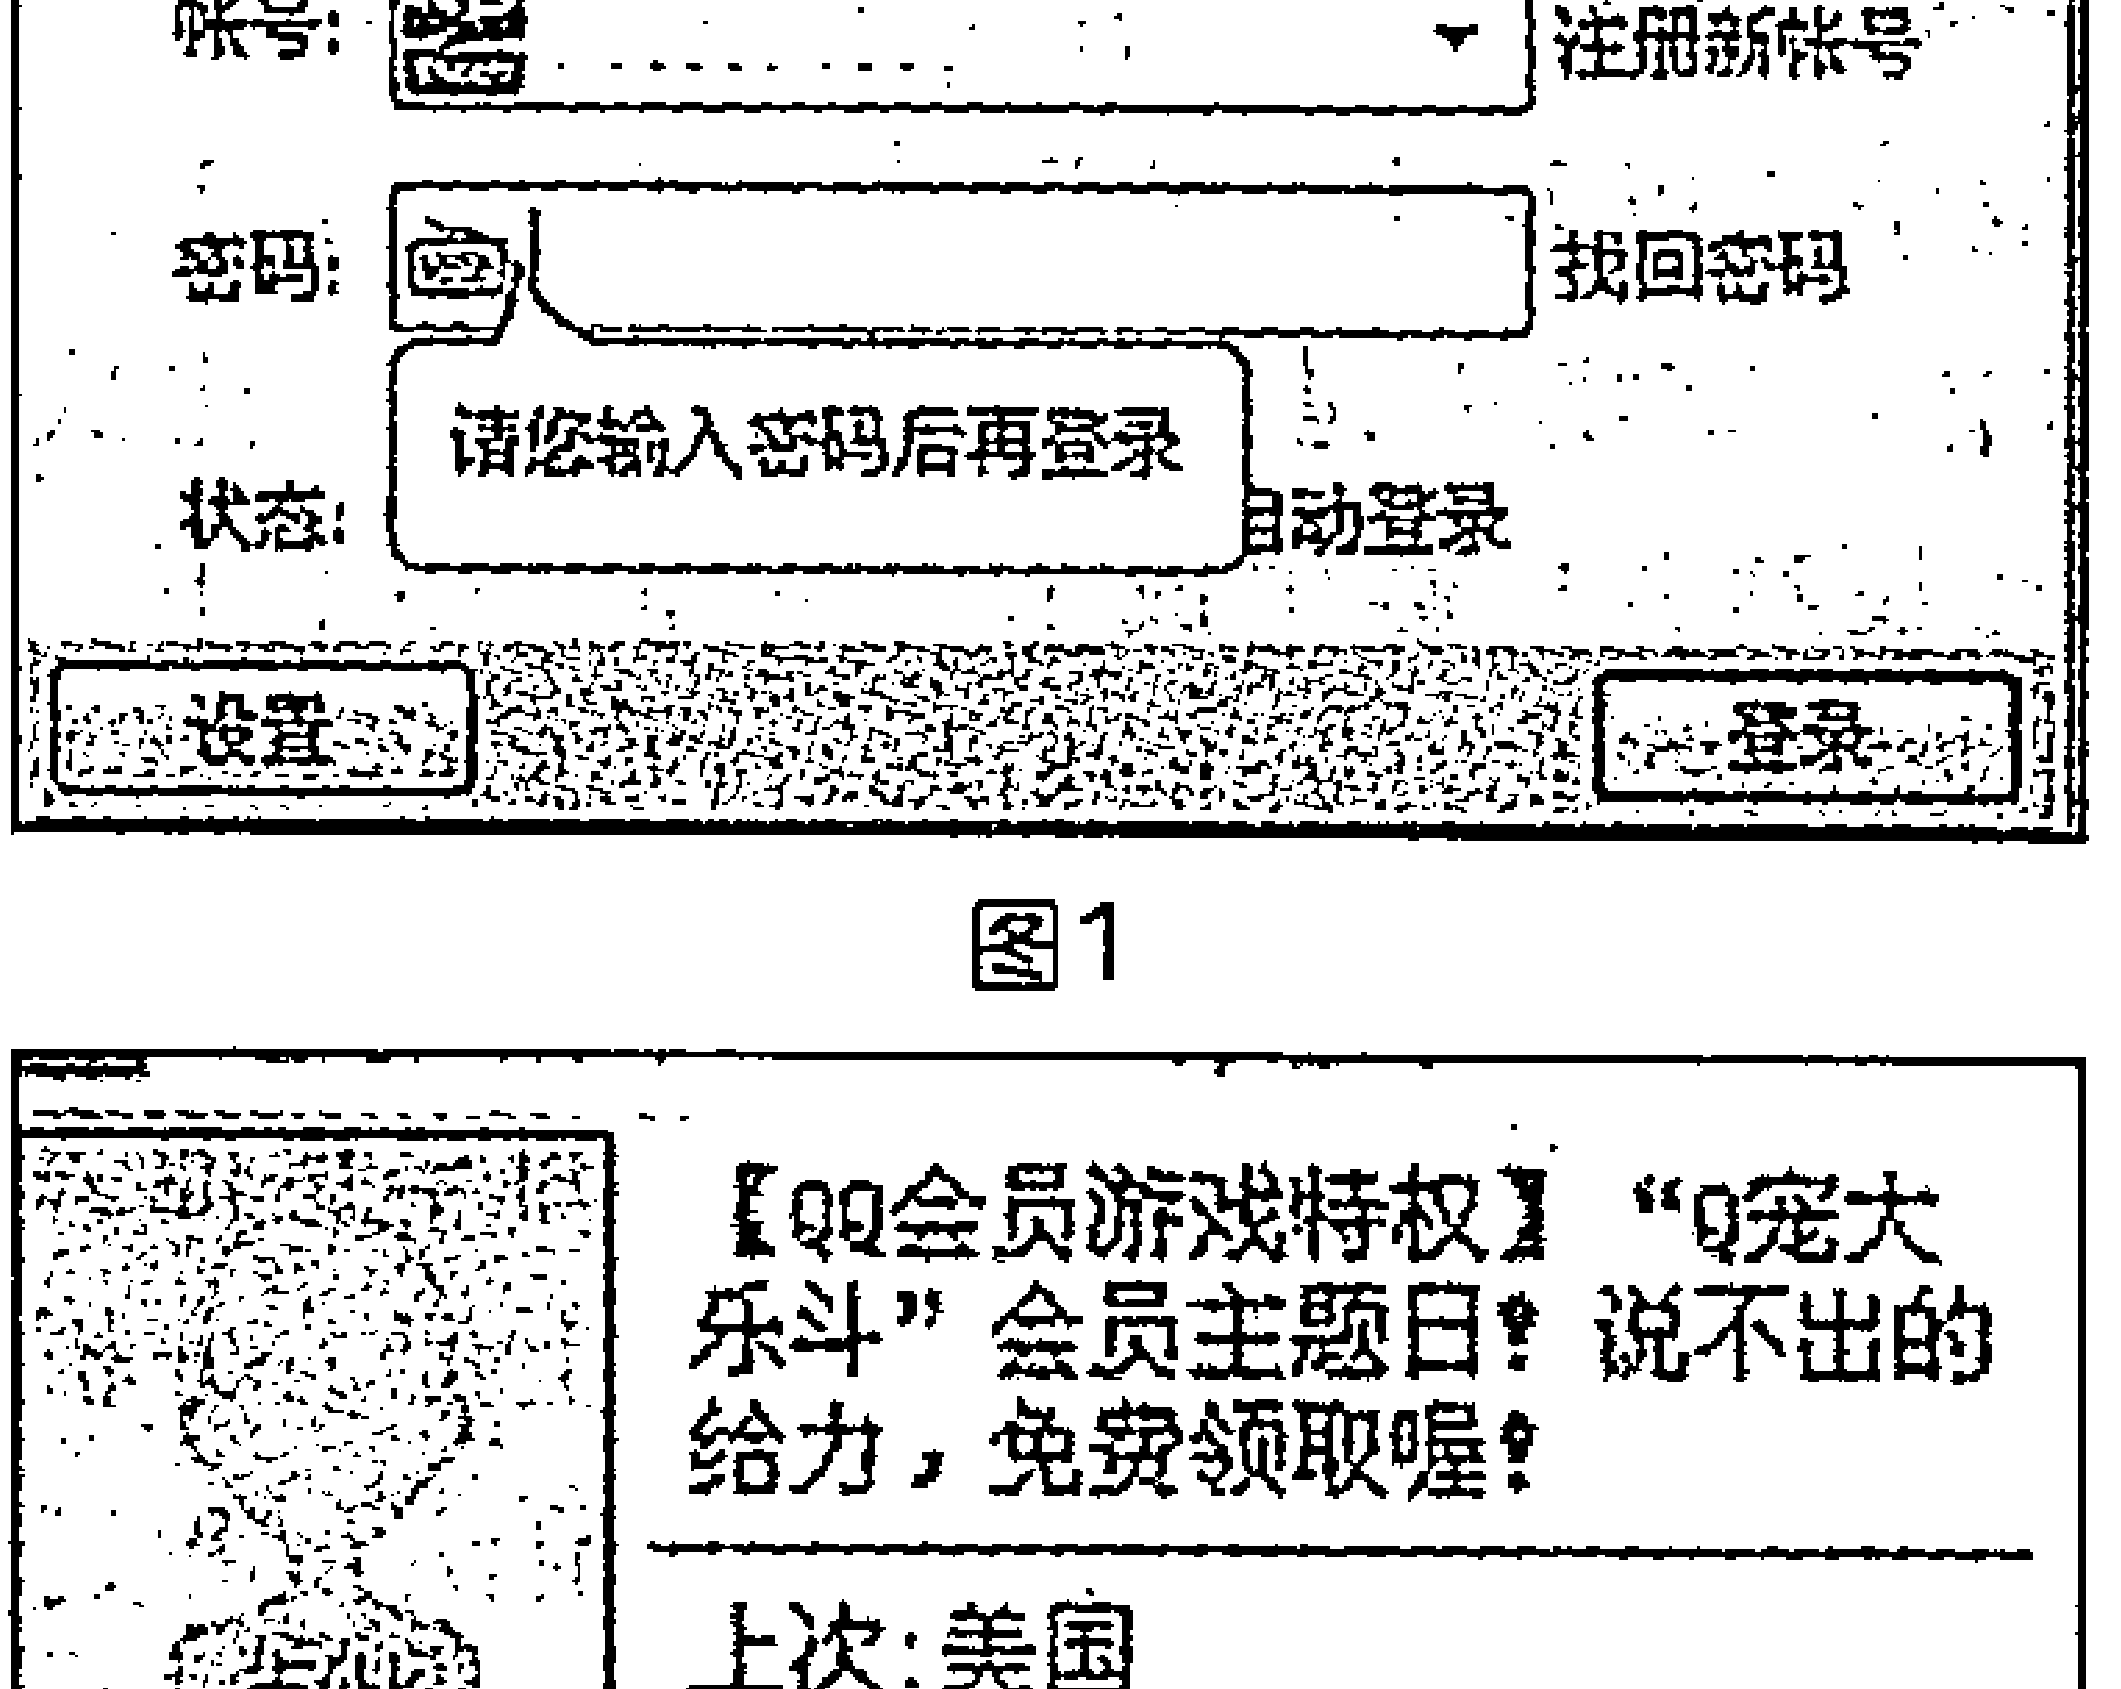 注册新帐号
密码: 找回密码
请您输入密码后再登录
状态: 自动登录
设置 登录
图1
【QQ会员游戏特权】 “Q宠大
乐斗” 会员主题日! 说不出的
给力, 免费领取喔!
上次:美国